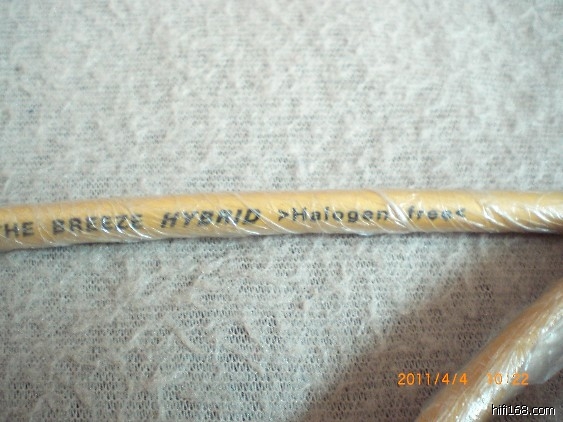 HE BREEZE HYBRID >Halogen free<
2011/4/4 10:22
hifi168.com